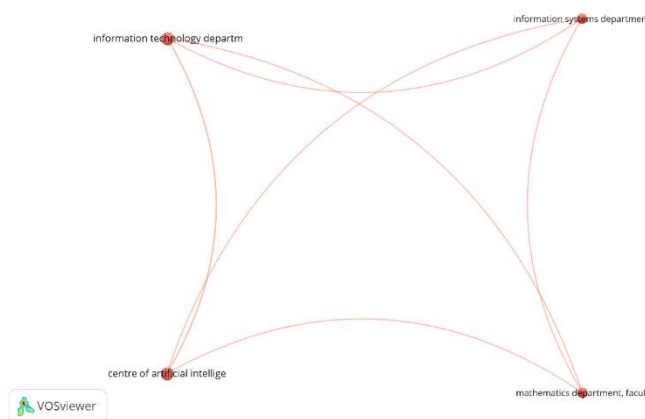 information systems departmen
information technology departm
centre of artificial intellige
mathematics department, facul
VOSviewer